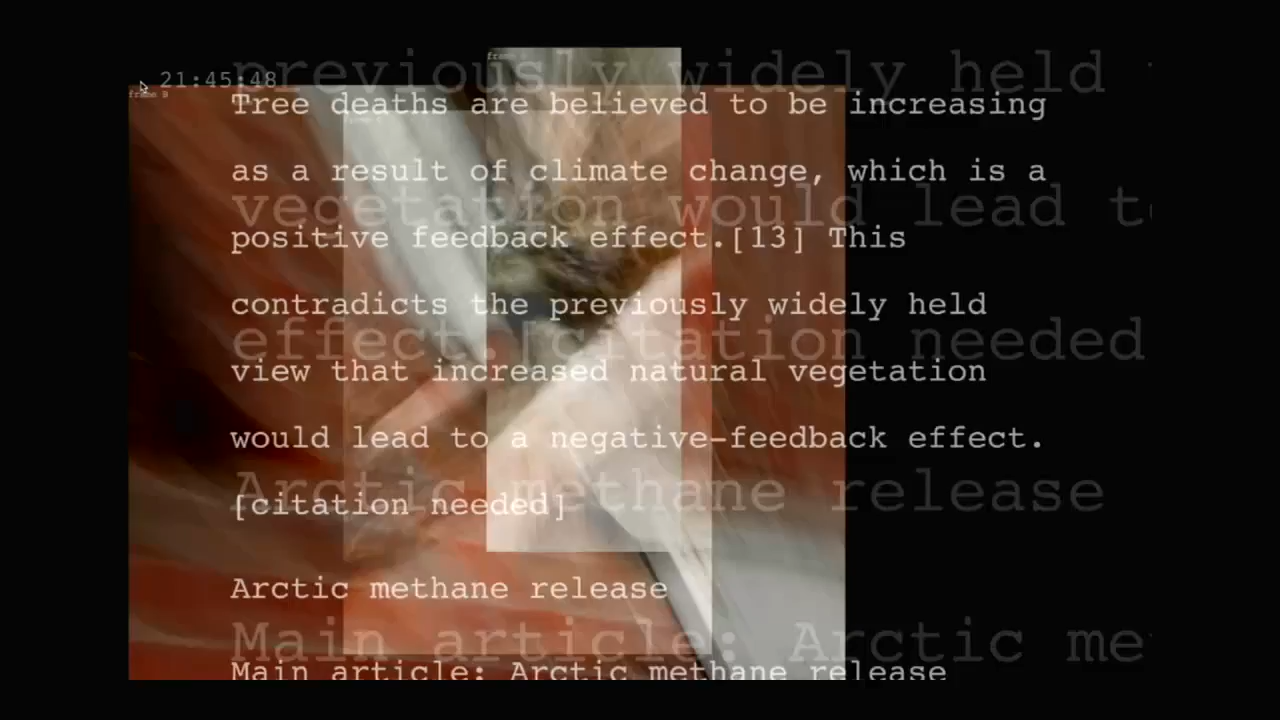 previously widely held
21:45:48
frame 9
frame
Tree deaths are believed to be increasing
as a result of climate change, which is a
vegetation would lead to
positive feedback effect.[13] This
contradicts the previously widely held
effect.[citation needed
view that increased natural vegetation
would lead to a negative-feedback effect.
Arctic methane release
[citation needed]
Arctic methane release
Main article: Arctic me
Main article: Arctic methane release